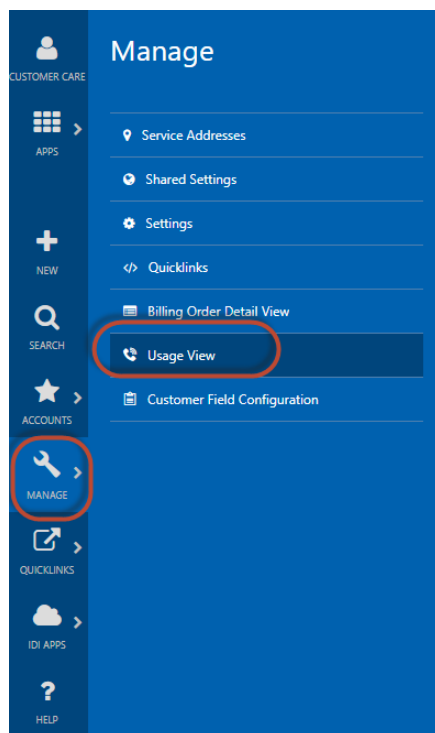 CUSTOMER CARE
APPS
NEW
SEARCH
ACCOUNTS
MANAGE
QUICKLINKS
IDI APPS
HELP
Manage
Service Addresses
Shared Settings
Settings
Quicklinks
Billing Order Detail View
Usage View
Customer Field Configuration